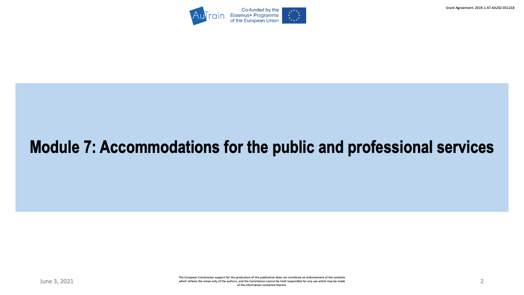 AuTrain
Co-funded by the
Erasmus+ Programme
of the European Union
Grant Agreement: 2019-1-AT-KA202-051218
Module 7: Accommodations for the public and professional services
June 3, 2021
The European Commission support for the production of this publication does not constitute an endorsement of the contents
which reflects the views only of the authors, and the Commission cannot be held responsible for any use which may be made
of the information contained therein.
2